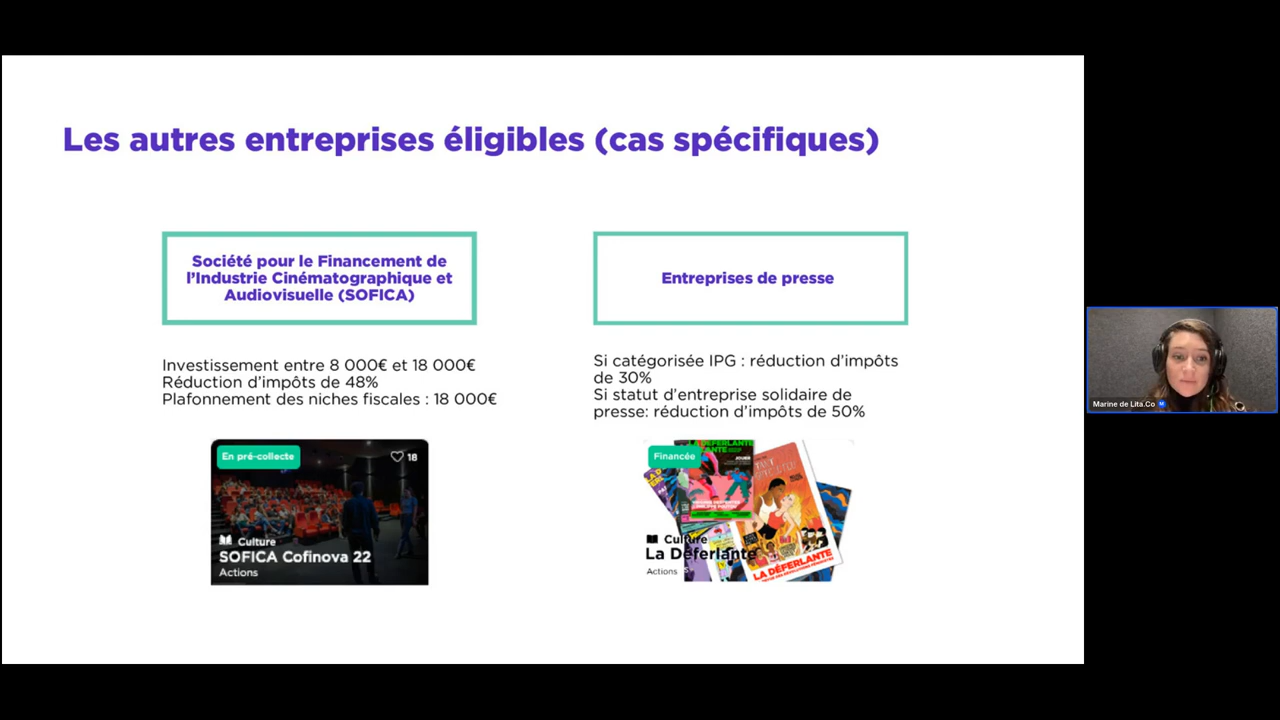 Les autres entreprises éligibles (cas spécifiques)
Société pour le Financement de
l'Industrie Cinématographique et
Audiovisuelle (SOFICA)
Investissement entre 8 000€ et 18 000€
Réduction d'impôts de 48%
Plafonnement des niches fiscales : 18 000€
En pré-collecte
18
Culture
SOFICA Cofinova 22
Actions
Entreprises de presse
Si catégorisée IPG : réduction d'impôts
de 30%
Si statut d'entreprise solidaire de
presse: réduction d'impôts de 50%
Financée
Culture
La Déferlante
Actions
LA DÉFERLANTE
Marine de Lita.Co